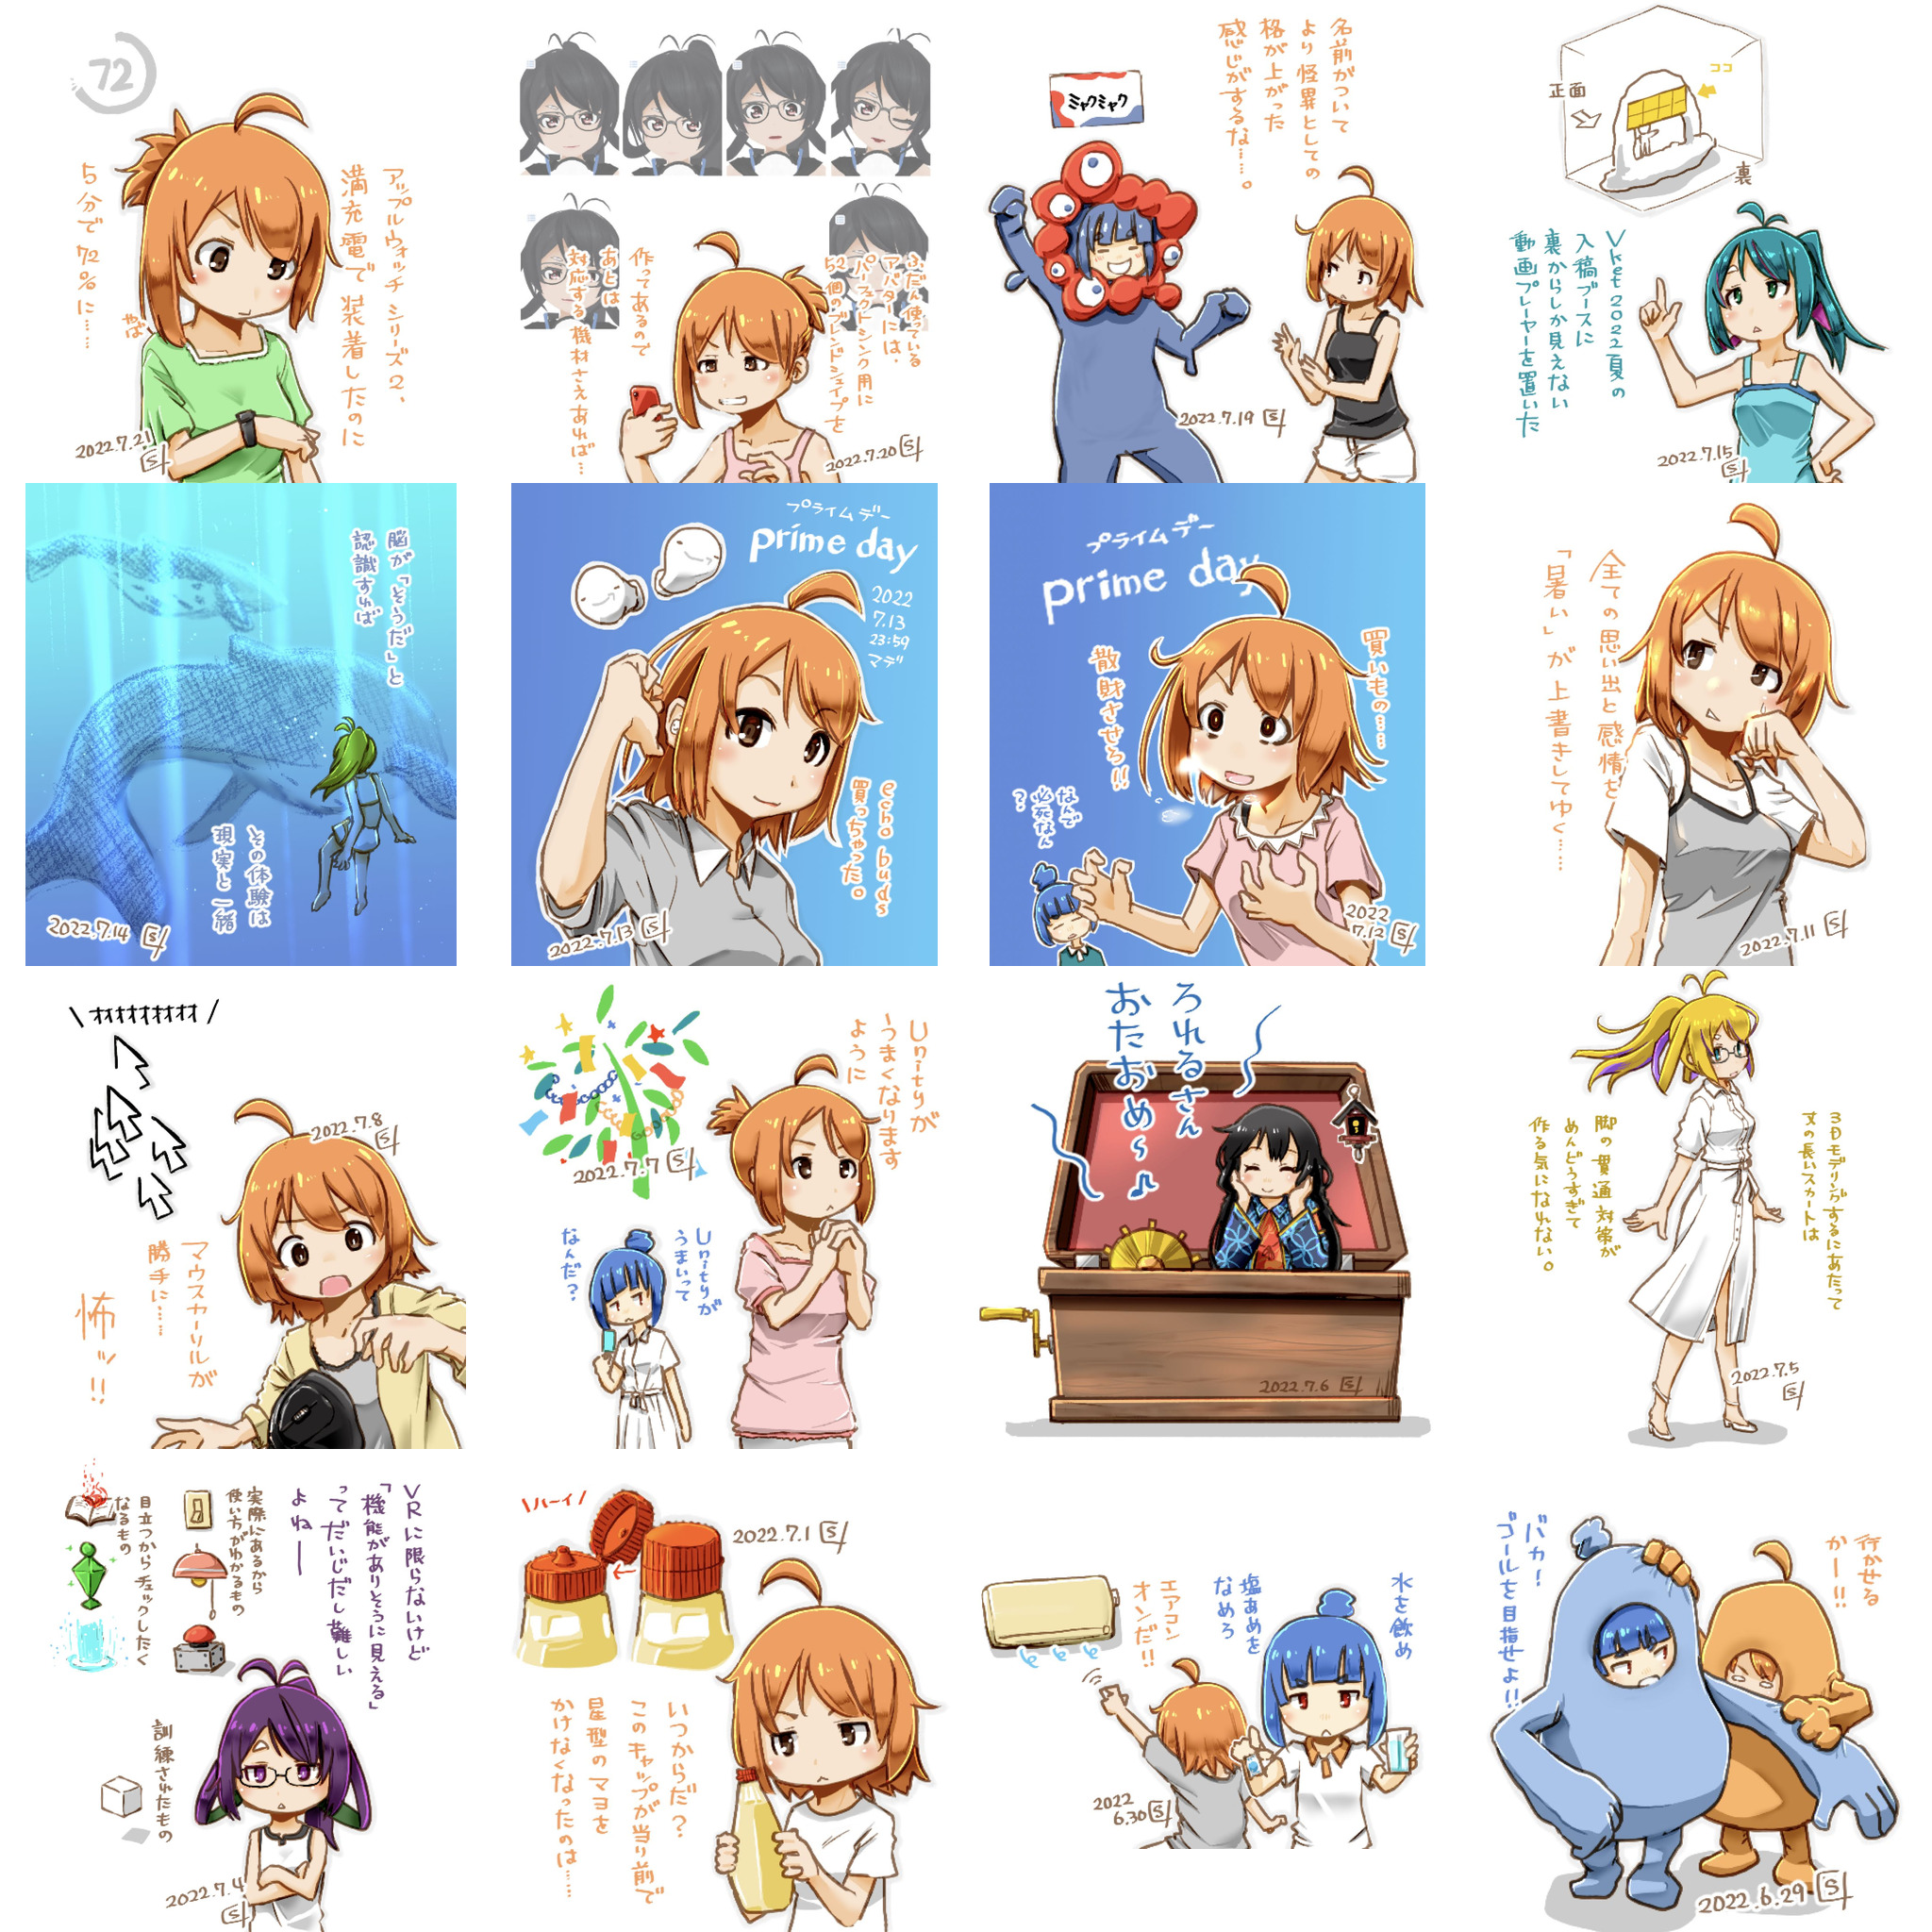 72
アップルウォッチ シリーズ2、
満充電で装着したのに
5分で72%に……
やば
2022.7.21
ふだん使っている
アバターには、
パーフェクトシンク用に
52個のブレンドシェイプを
作ってあるので
あとは
対応する機材さえあれば…
2022.7.20
ミャクミャク
名前がついて
より怪異としての
格が上がった
感じがするな……。
2022.7.19
正面
ココ
裏
Vket2022夏の
入稿ブースに
裏からしか見えない
動画プレーヤーを置いた
2022.7.15
脳が「そうだ」と
認識すれば
その体験は
現実と一緒
2022.7.14
プライムデー
prime day
2022
7.13
23:59
マデ
echo buds
買っちゃった。
2022.7.13
プライムデー
prime day
買いもの……
散財させろ!!
なんで
必死なん
?
2022
7.12
全ての思い出と感情を
「暑い」が上書きしてゆく……
2022.7.11
\オオオオオオオオオ/
2022.7.8
マウスカーソルが
勝手に……
怖ッ!!
Unityが
うまくなります
ように
2022.7.7
Unityが
うまいって
なんだ?
ろれるさん
おたおめ～♪
2022.7.6
3Dモデリングするにあたって
丈の長いスカートは
脚の貫通対策が
めんどうすぎて
作る気になれない。
2022.7.5
VRに限らないけど
「機能がありそうに見える」
ってだいじだし難しい
よねー
実際にあるから
使い方がわかるもの
目立つからチェックしたく
なるもの
訓練されたもの
2022.7.4
\ハーイ/
2022.7.1
いつからだ?
このキャップが当り前で
星型のマヨを
かけなくなったのは……
水を飲め
塩あめを
なめろ
エアコン
オンだ!!
2022
6.30
行かせる
かー!!
バカ!
ゴールを目指せよ!!
2022.6.29